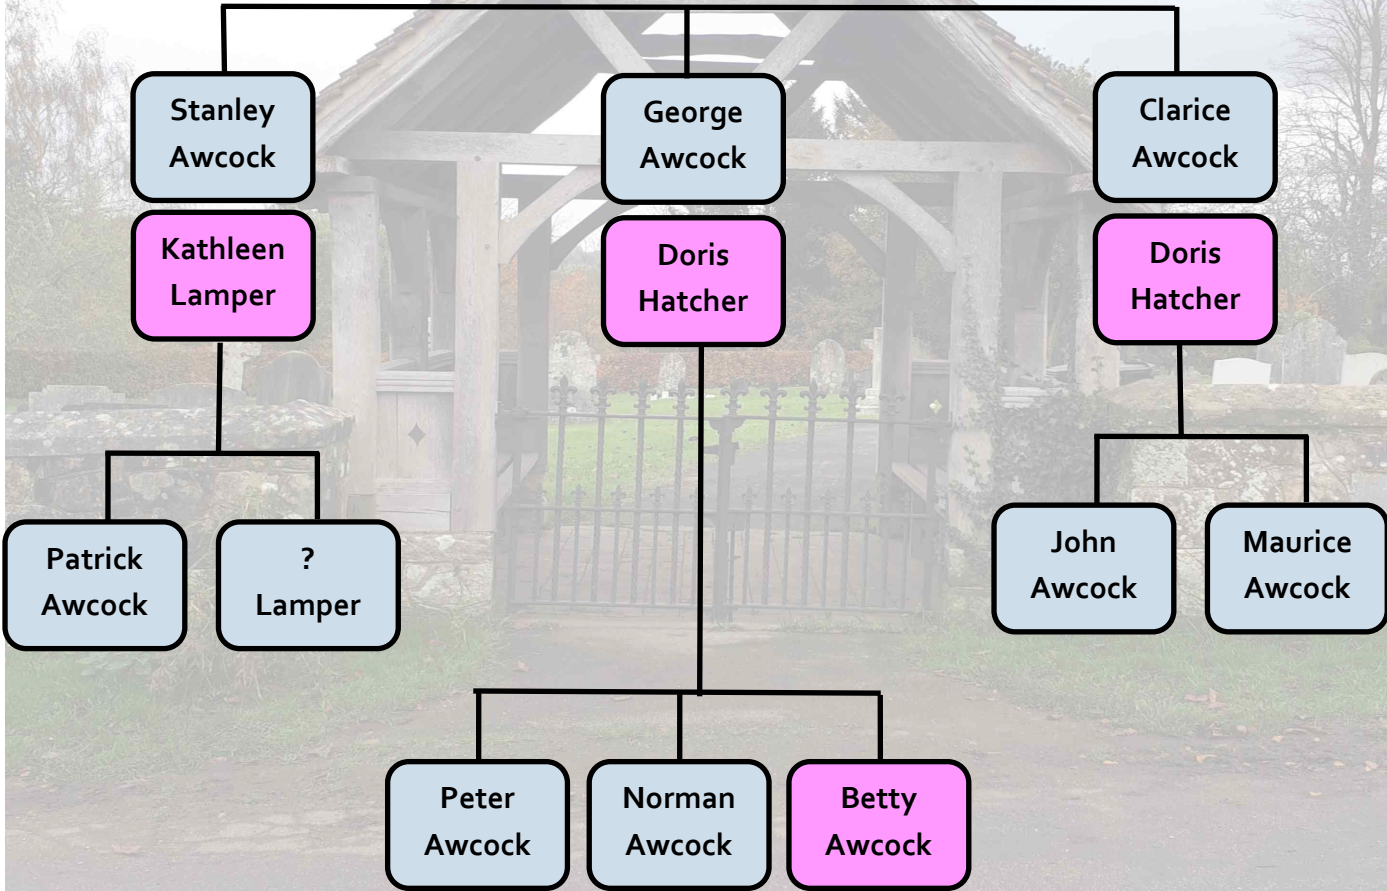 Stanley
Awcock
George
Awcock
Clarice
Awcock
Kathleen
Lamper
Doris
Hatcher
Doris
Hatcher
Patrick
Awcock
?
Lamper
John
Awcock
Maurice
Awcock
Peter
Awcock
Norman
Awcock
Betty
Awcock